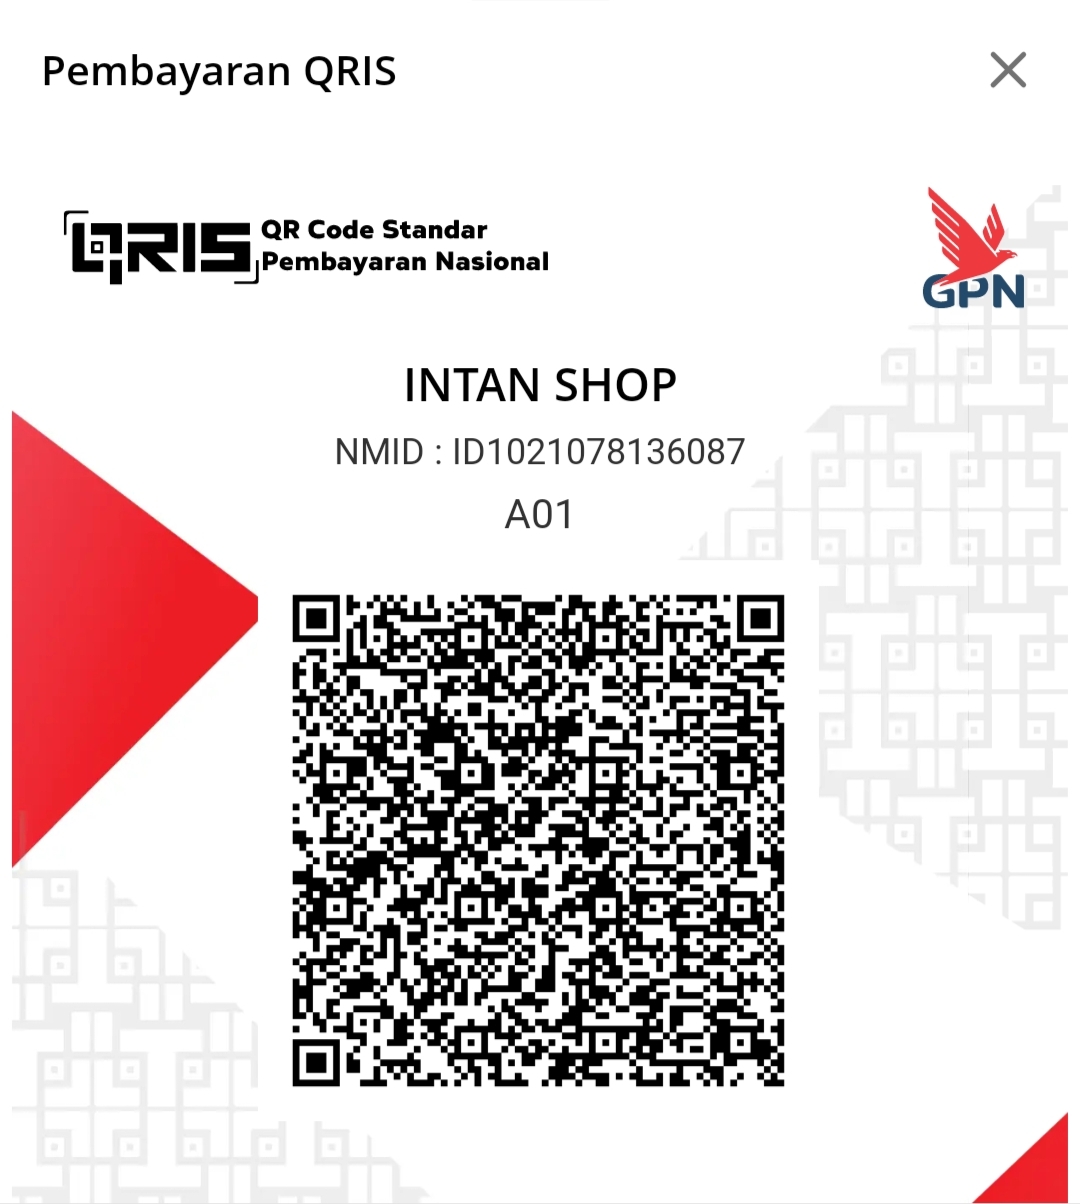 Pembayaran QRIS
QRIS
QR Code Standar
Pembayaran Nasional
GPN
INTAN SHOP
NMID : ID1021078136087
A01